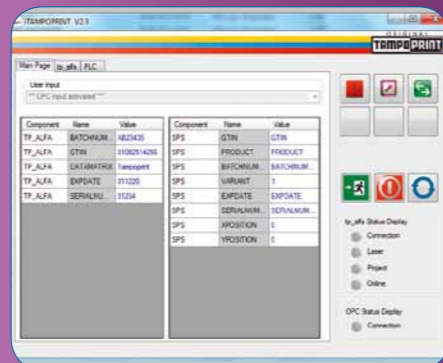 ITAMPOPRINT V2.3
ORIGINAL
TAMPOPRINT
Main Page tp_alfa PLC
User Input
** OPC input activated **
Component Name Value
TP_ALFA BATCHNUM... AB23435
TP_ALFA GTIN
TP_ALFA DATAMATRIX Tampoprint
TP_ALFA EXPDATE 011220
TP_ALFA SERIALNU... 01234
Component Name Value
SPS GTIN GTIN
SPS PRODUCT PRODUCT
SPS BATCHNUM... BATCHNUM...
SPS VARIANT 1
SPS EXPDATE EXPDATE
SPS SERIALNUM... SERIALNUM...
SPS XPOSITION 0
SPS YPOSITION 0
tp_alfa Status Display
Connection
Laser
Project
Online
OPC Status Display
Connection